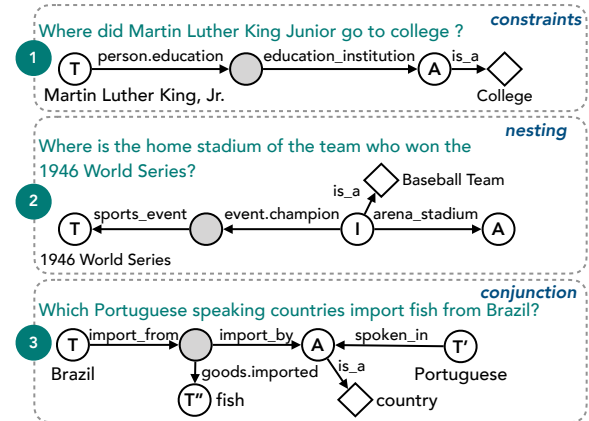 constraints
Where did Martin Luther King Junior go to college ?
1
T person.education education_institution A is_a
Martin Luther King, Jr.
College
nesting
Where is the home stadium of the team who won the
1946 World Series?
is_a Baseball Team
2
T sports_event event.champion I arena_stadium A
1946 World Series
conjunction
Which Portuguese speaking countries import fish from Brazil?
3
T import_from import_by A spoken_in T'
Brazil goods.imported is_a Portuguese
T" fish country